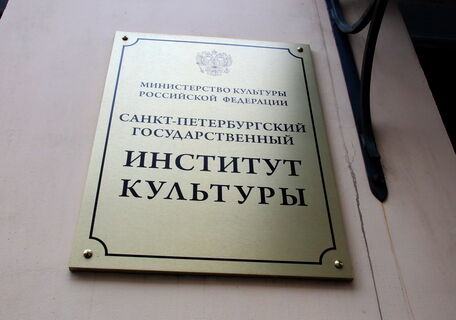 МИНИСТЕРСТВО КУЛЬТУРЫ
РОССИЙСКОЙ ФЕДЕРАЦИИ
САНКТ-ПЕТЕРБУРГСКИЙ
ГОСУДАРСТВЕННЫЙ
ИНСТИТУТ
КУЛЬТУРЫ